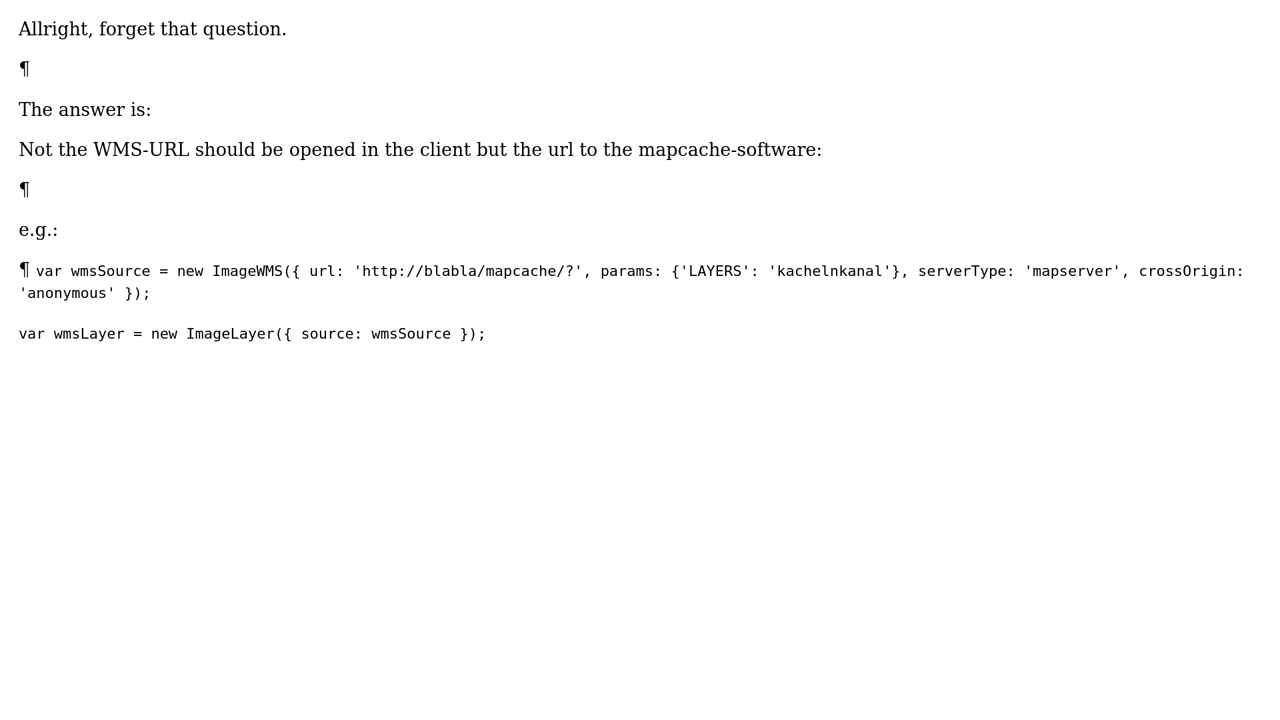 Allright, forget that question.
¶
The answer is:
Not the WMS-URL should be opened in the client but the url to the mapcache-software:
¶
e.g.:
¶ var wmsSource = new ImageWMS({ url: 'http://blabla/mapcache/?', params: {'LAYERS': 'kachelnkanal'}, serverType: 'mapserver', crossOrigin:
'anonymous' });
var wmsLayer = new ImageLayer({ source: wmsSource });